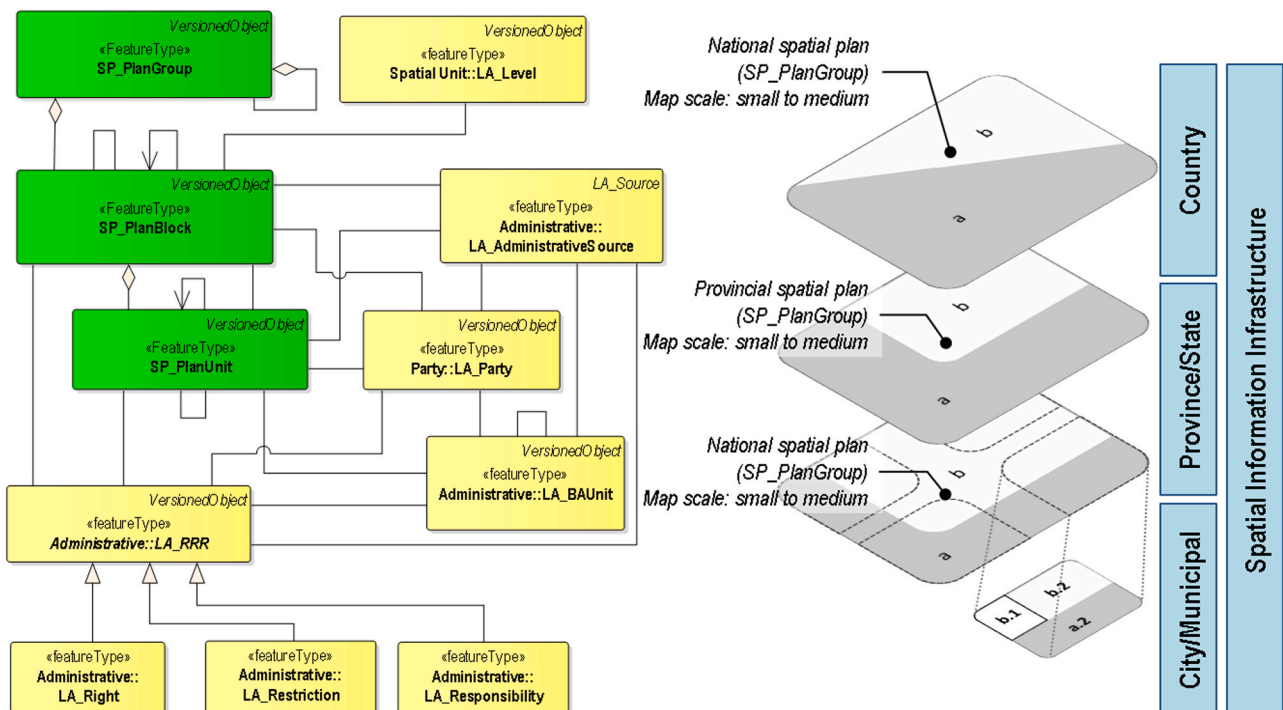 VersionedObject
«FeatureType»
SP_PlanGroup
VersionedObject
«featureType»
Spatial Unit::LA_Level
VersionedObject
«FeatureType»
SP_PlanBlock
LA_Source
«featureType»
Administrative::
LA_AdministrativeSource
VersionedObject
«FeatureType»
SP_PlanUnit
VersionedObject
«featureType»
Party::LA_Party
VersionedObject
«featureType»
Administrative::LA_BAUnit
VersionedObject
«featureType»
Administrative::LA_RRR
«featureType»
Administrative::
LA_Right
«featureType»
Administrative::
LA_Restriction
«featureType»
Administrative::
LA_Responsibility
National spatial plan
(SP_PlanGroup)
Map scale: small to medium
b
a
Provincial spatial plan
(SP_PlanGroup)
Map scale: small to medium
b
a
National spatial plan
(SP_PlanGroup)
Map scale: small to medium
b
a
b.1
b.2
a.2
Country
Province/State
City/Municipal
Spatial Information Infrastructure